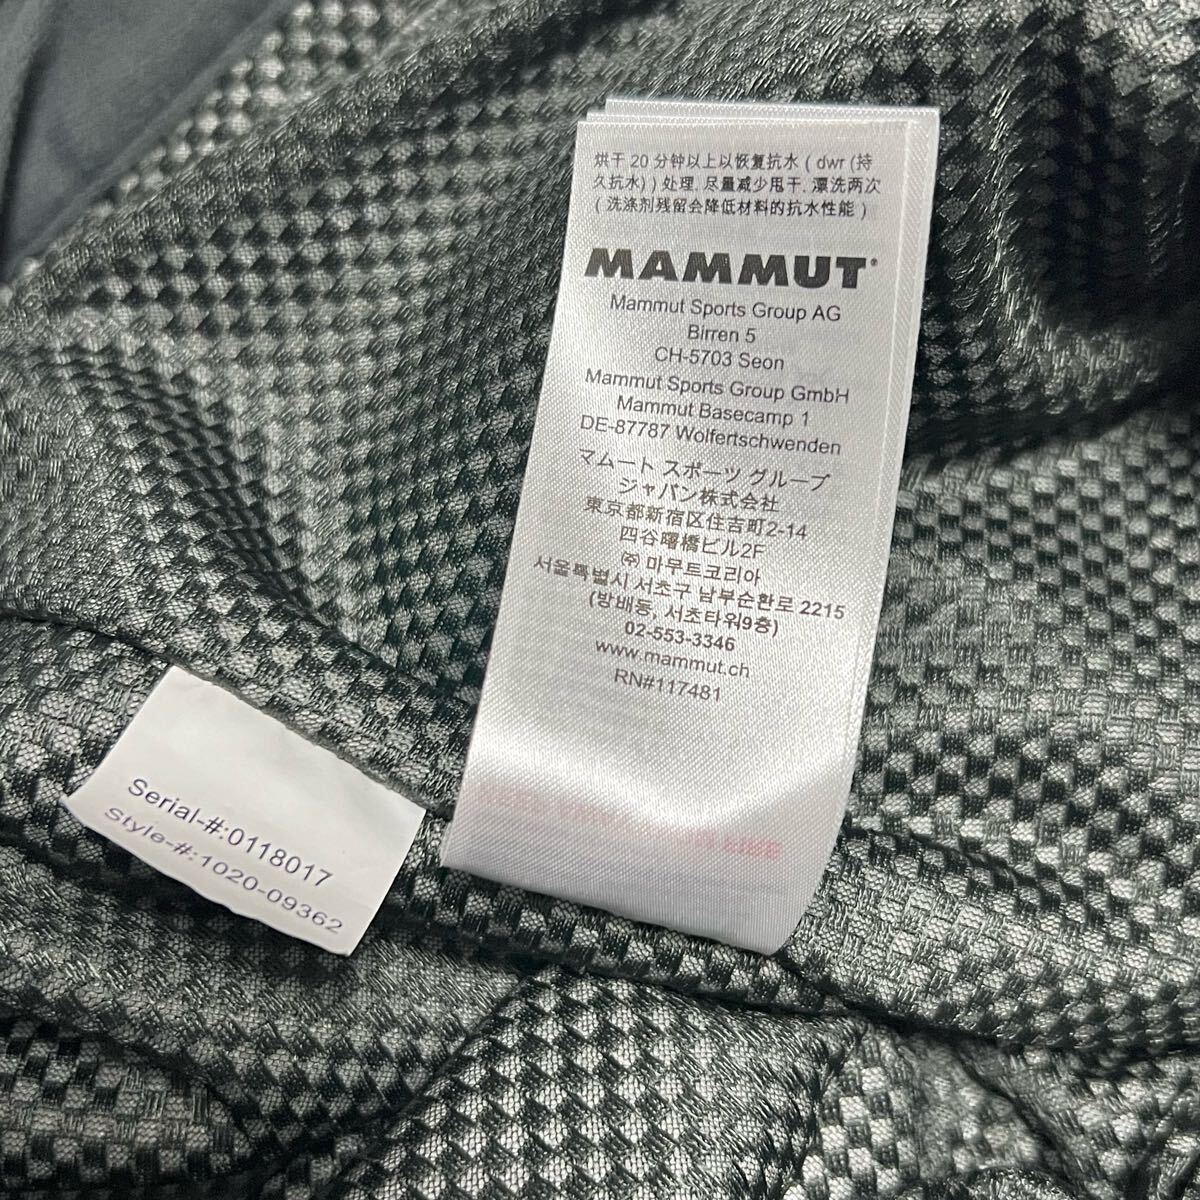 烘干 20 分钟以上以恢复抗水 ( dwr (持
久抗水) ) 处理. 尽量减少甩干, 漂洗两次
( 洗涤剂残留会降低材料的抗水性能 )
MAMMUT®
Mammut Sports Group AG
Birren 5
CH-5703 Seon
Mammut Sports Group GmbH
Mammut Basecamp 1
DE-87787 Wolfertschwenden
マムート スポーツ グループ
ジャパン株式会社
東京都新宿区住吉町2-14
四谷曙橋ビル2F
㈜ 마무트코리아
서울특별시 서초구 남부순환로 2215
(방배동, 서초타워9층)
02-553-3346
www.mammut.ch
RN#117481
Serial-#:0118017
Style-#:1020-09362